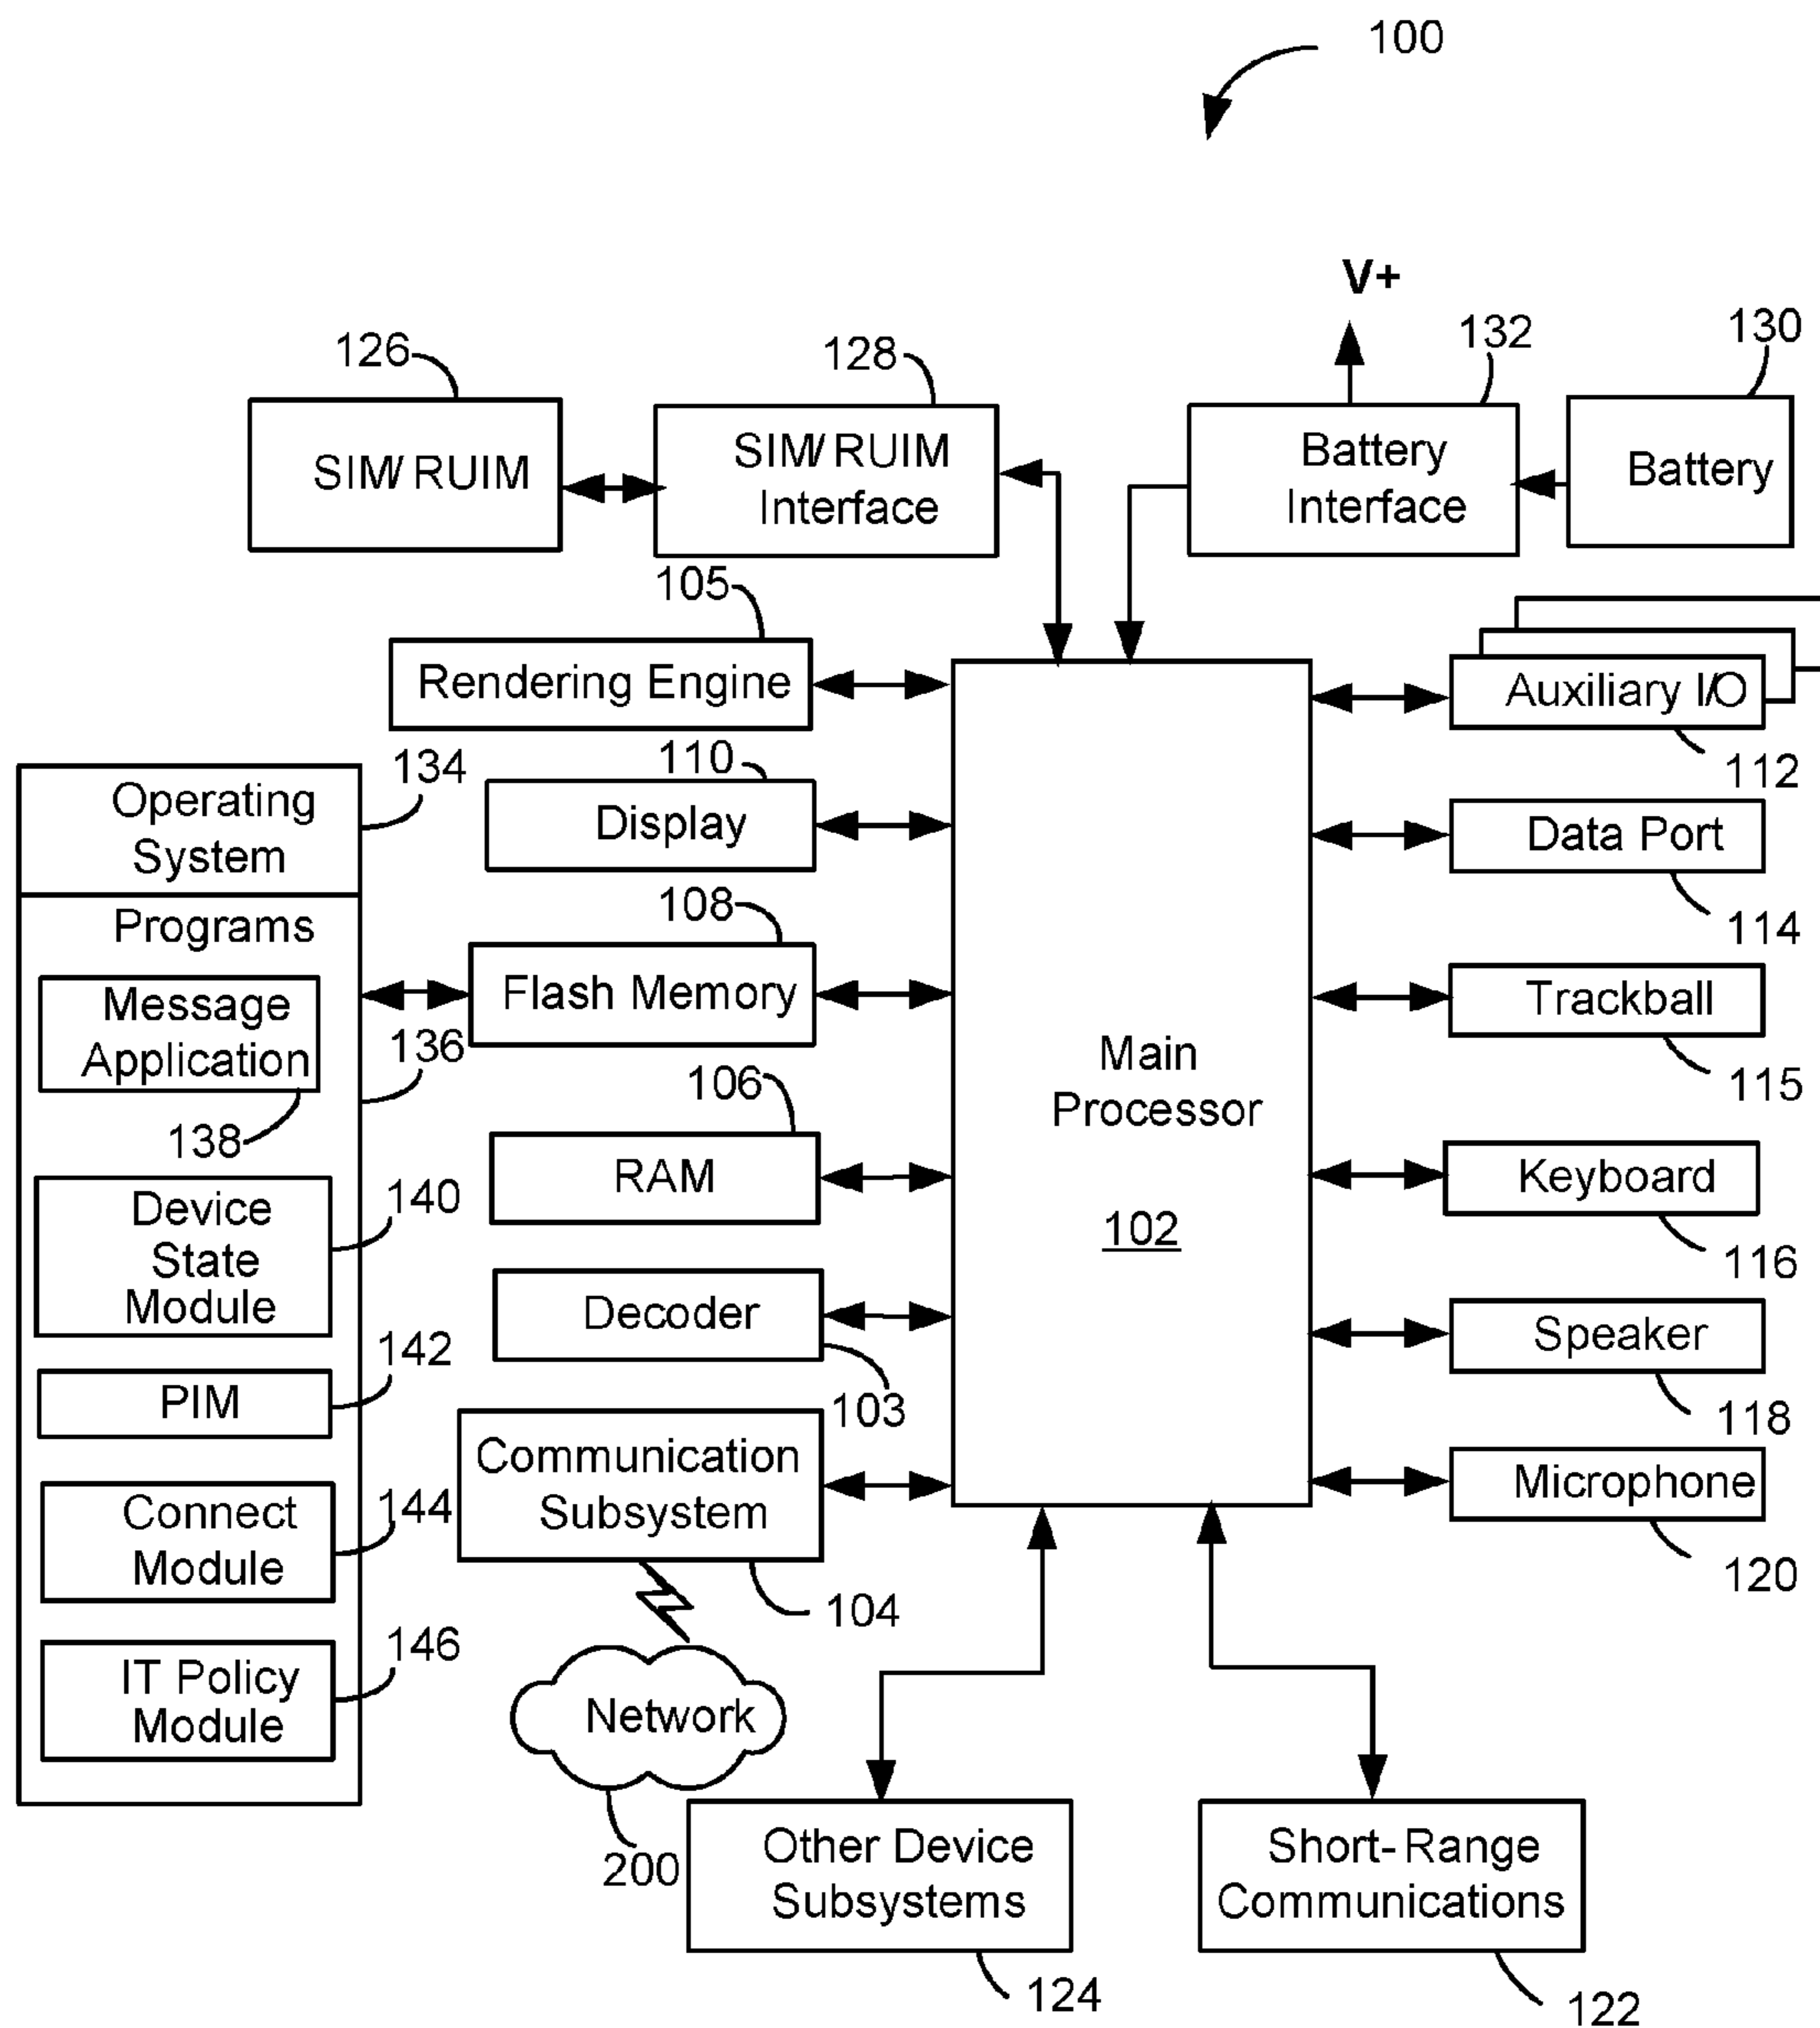 100
V+
126
128
132
130
SIM/RUIM
SIM/RUIM
Interface
Battery
Interface
Battery
105
Rendering Engine
Auxiliary I/O
112
134
Operating
System
110
Display
Data Port
114
Programs
108
Flash Memory
Message
Application
136
138
Trackball
115
Main
Processor
102
106
RAM
Keyboard
116
140
Device
State
Module
Decoder
103
Speaker
118
142
PIM
Communication
Subsystem
104
Microphone
120
144
Connect
Module
146
IT Policy
Module
Network
200
Other Device
Subsystems
124
Short-Range
Communications
122